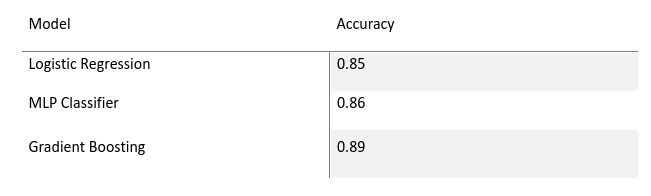 Model Accuracy
Logistic Regression 0.85
MLP Classifier 0.86
Gradient Boosting 0.89